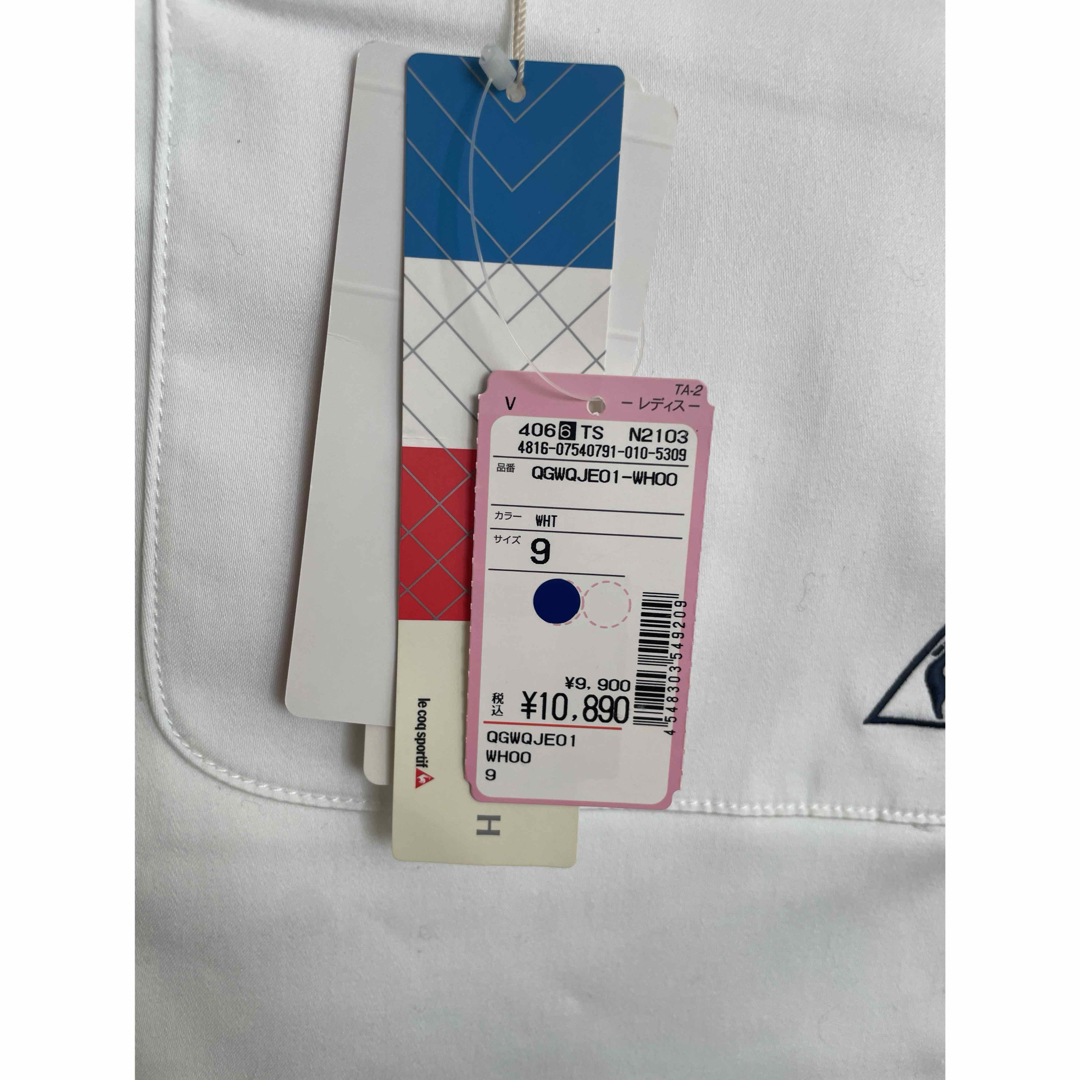 TA-2
V
ーレディスー
406 6 TS N2103
4816-07540791-010-5309
品番 QGWQJE01-WH00
カラー WHT
サイズ 9
¥9,900
税込 ¥10,890
QGWQJE01
WH00
9
4548303549209
le coq sportif
H